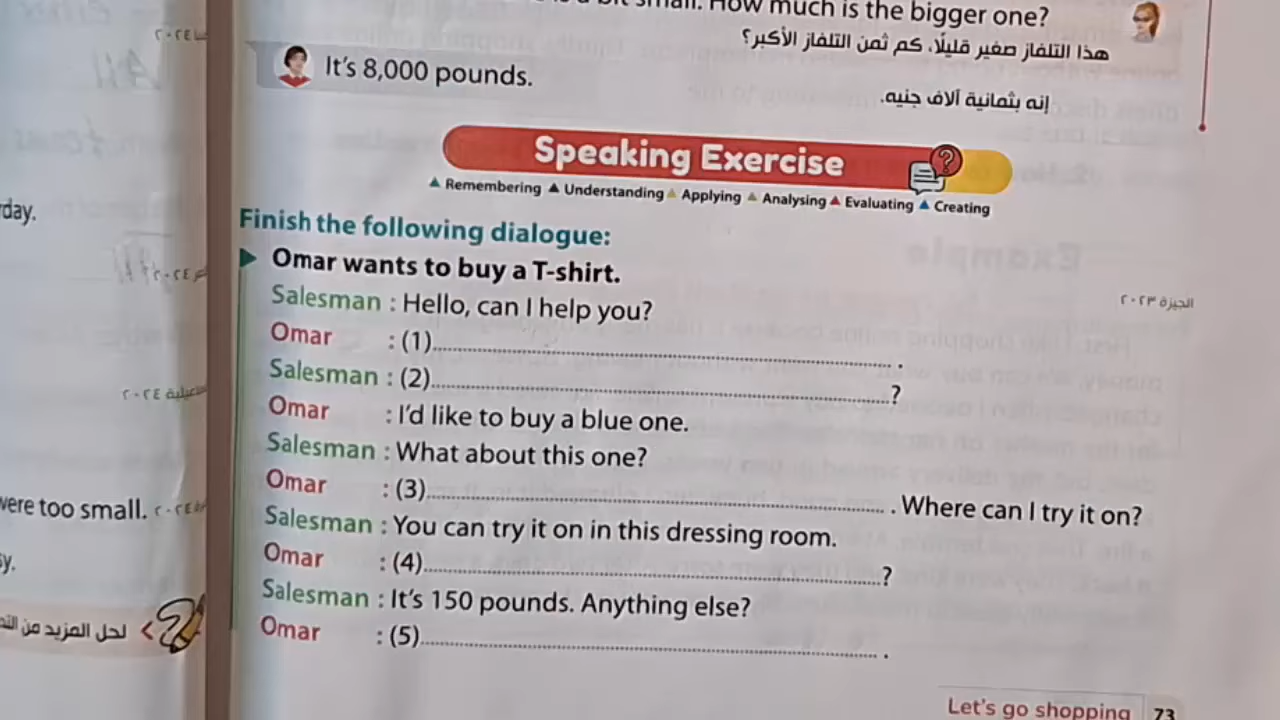 a bit small. How much is the bigger one?
هذا التلفاز صغير قليلًا، كم ثمن التلفاز الأكبر؟
It's 8,000 pounds.
إنه بثمانية آلاف جنيه.
Speaking Exercise
▲ Remembering ▲ Understanding ▲ Applying ▲ Analysing ▲ Evaluating ▲ Creating
Finish the following dialogue:
Omar wants to buy a T-shirt.
الجيزة ٢٠٢٣
Salesman : Hello, can I help you?
Omar : (1)..............................
Salesman : (2)..............................?
Omar : I'd like to buy a blue one.
Salesman : What about this one?
Omar : (3).............................. . Where can I try it on?
Salesman : You can try it on in this dressing room.
Omar : (4)..............................?
Salesman : It's 150 pounds. Anything else?
Omar : (5).............................. .
Let's go shopping 73
day.
٢٠٢٤
were too small.
لحل المزيد من